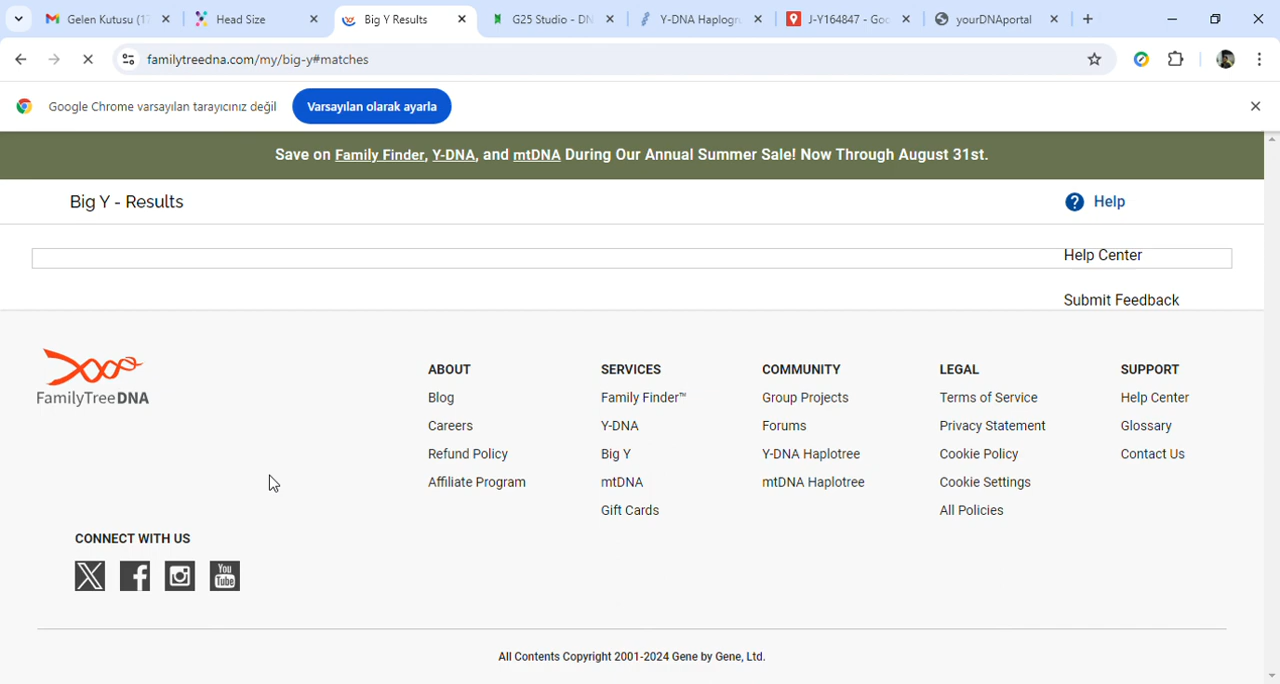 Gelen Kutusu (17
Head Size
Big Y Results
G25 Studio - DN
Y-DNA Haplogru
J-Y164847 - Goo
yourDNAportal
familytreedna.com/my/big-y#matches
Google Chrome varsayılan tarayıcınız değil
Varsayılan olarak ayarla
Save on Family Finder, Y-DNA, and mtDNA During Our Annual Summer Sale! Now Through August 31st.
Big Y - Results
? Help
Help Center
Submit Feedback
FamilyTreeDNA
ABOUT
Blog
Careers
Refund Policy
Affiliate Program
SERVICES
Family Finder™
Y-DNA
Big Y
mtDNA
Gift Cards
COMMUNITY
Group Projects
Forums
Y-DNA Haplotree
mtDNA Haplotree
LEGAL
Terms of Service
Privacy Statement
Cookie Policy
Cookie Settings
All Policies
SUPPORT
Help Center
Glossary
Contact Us
CONNECT WITH US
You
Tube
All Contents Copyright 2001-2024 Gene by Gene, Ltd.